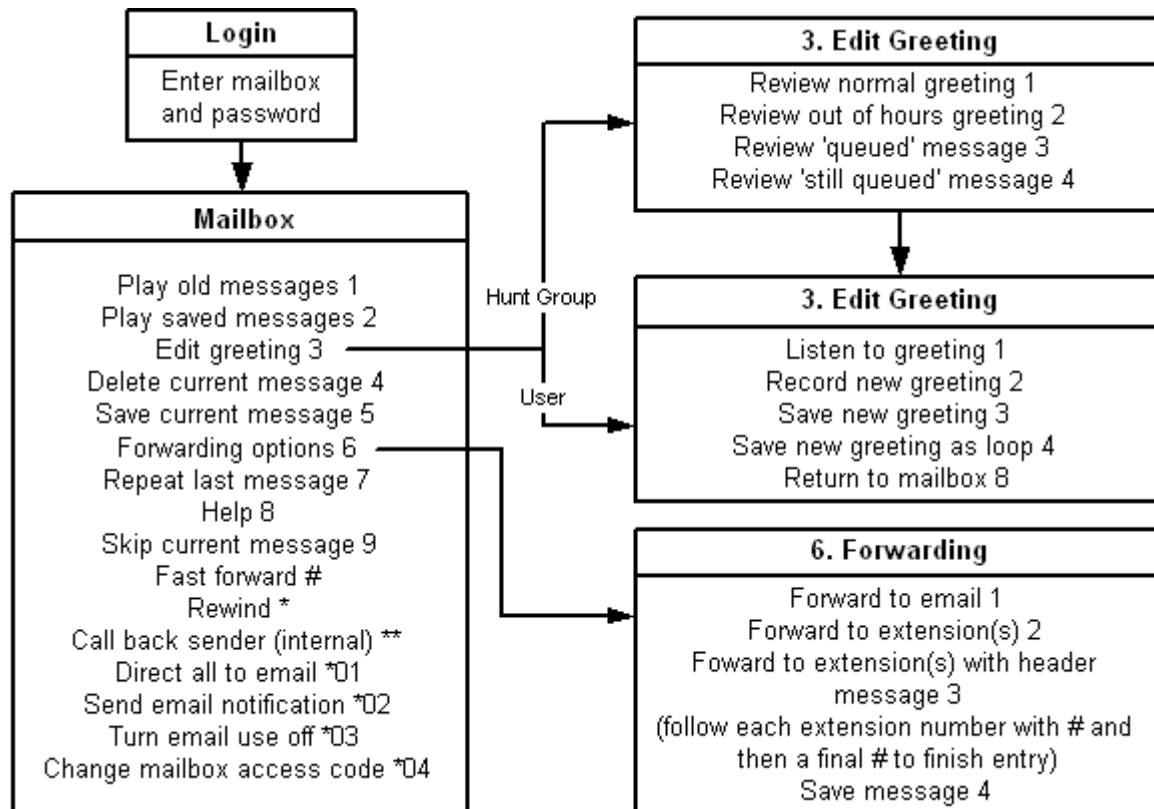 Login
Enter mailbox
and password
Mailbox
Play old messages 1
Play saved messages 2
Edit greeting 3
Delete current message 4
Save current message 5
Forwarding options 6
Repeat last message 7
Help 8
Skip current message 9
Fast forward #
Rewind *
Call back sender (internal) **
Direct all to email *01
Send email notification *02
Turn email use off *03
Change mailbox access code *04
Hunt Group
User
3. Edit Greeting
Review normal greeting 1
Review out of hours greeting 2
Review 'queued' message 3
Review 'still queued' message 4
3. Edit Greeting
Listen to greeting 1
Record new greeting 2
Save new greeting 3
Save new greeting as loop 4
Return to mailbox 8
6. Forwarding
Forward to email 1
Forward to extension(s) 2
Foward to extension(s) with header
message 3
(follow each extension number with # and
then a final # to finish entry)
Save message 4